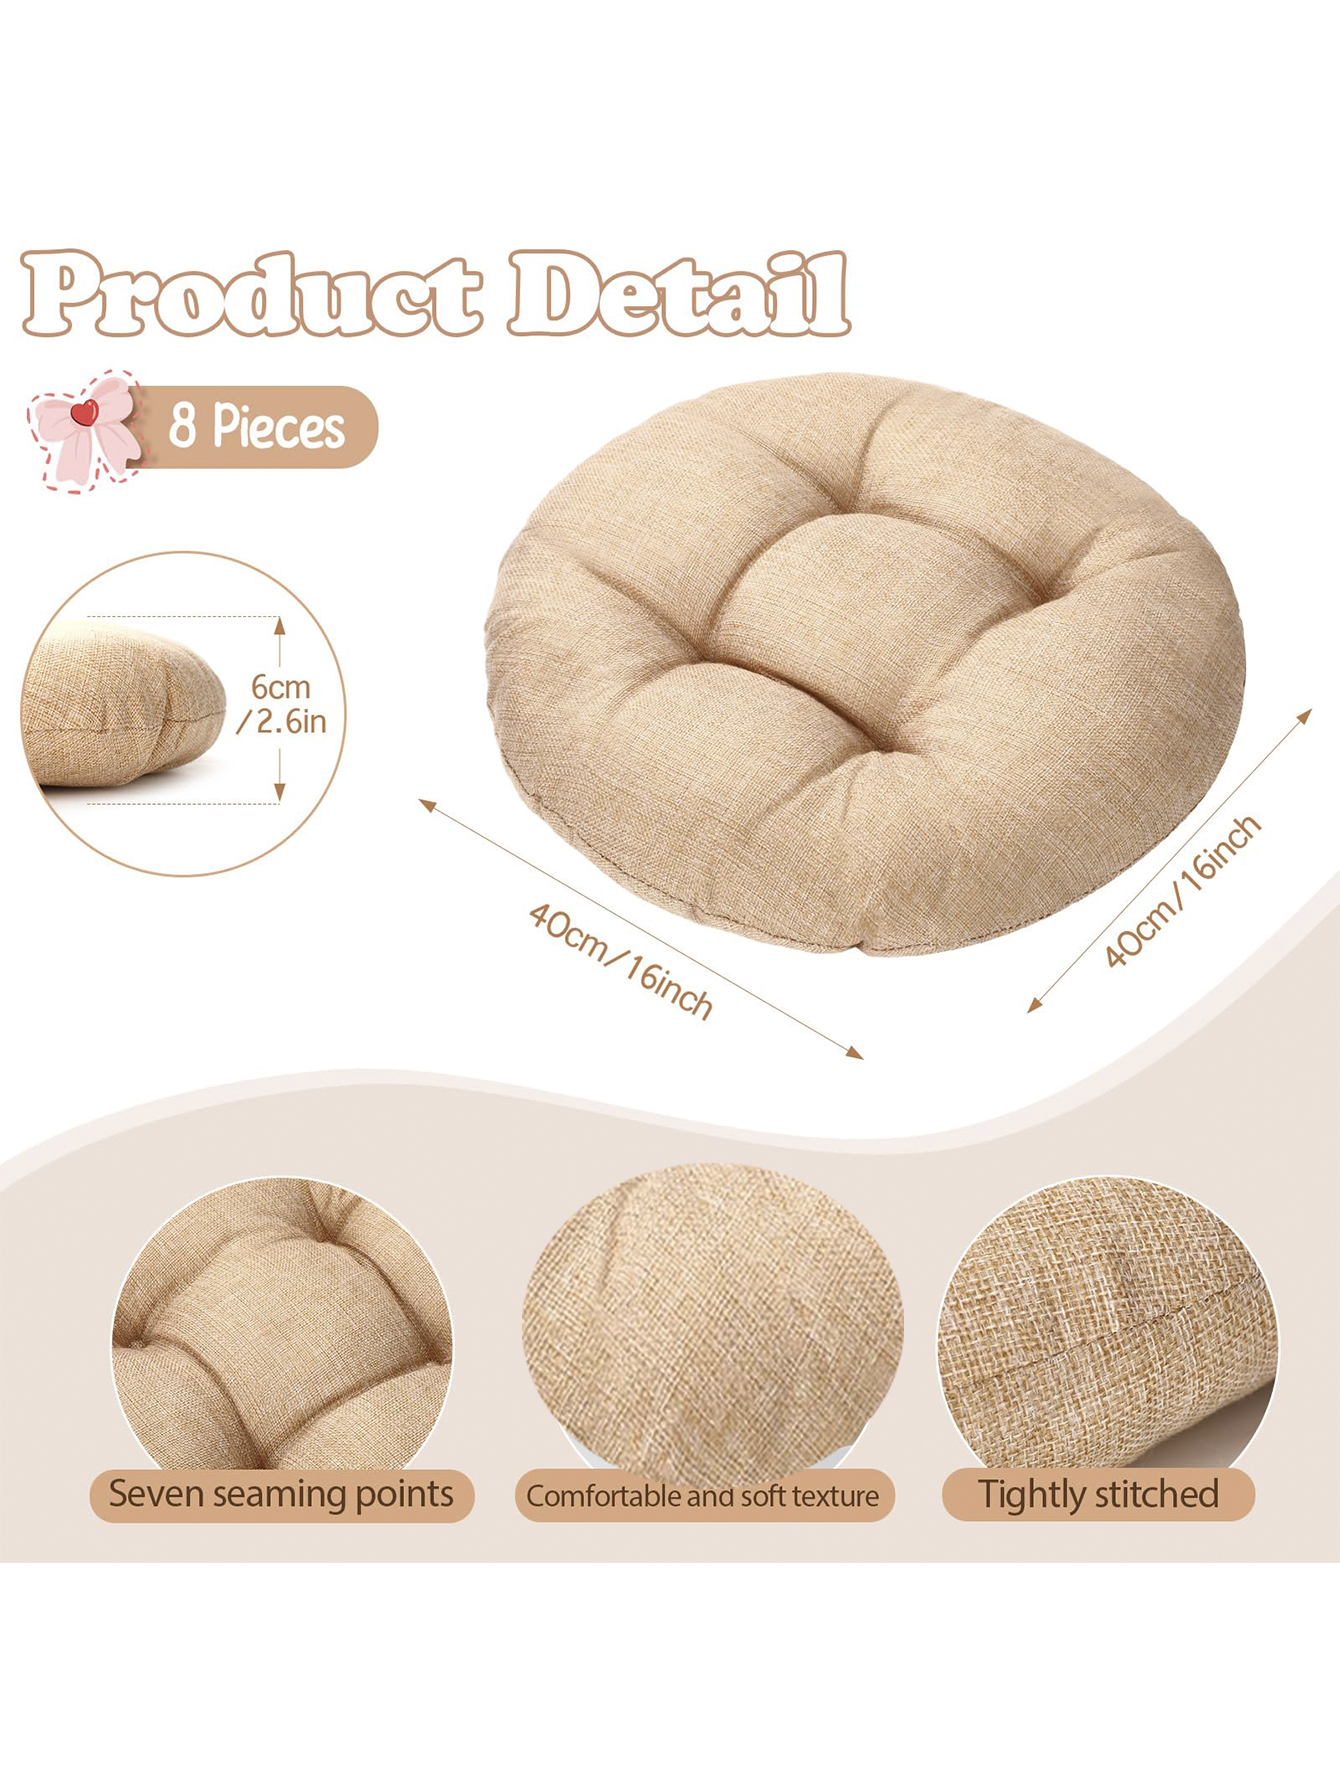 Product Detail
8 Pieces
6cm
/2.6in
40cm/16inch
40cm/16inch
Seven seaming points
Comfortable and soft texture
Tightly stitched